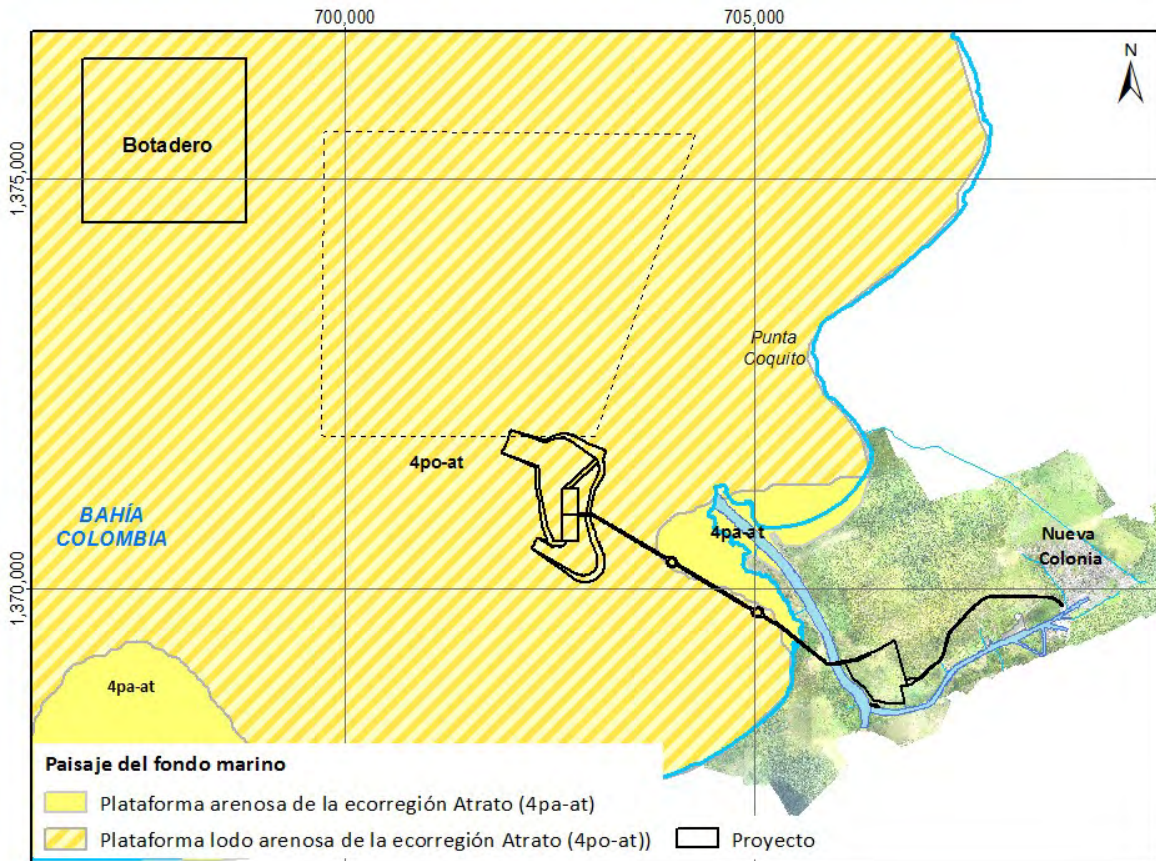 700,000
705,000
N
Botadero
1,375,000
Punta
Coquito
4po-at
BAHÍA
COLOMBIA
4pa-at
Nueva
Colonia
1,370,000
4pa-at
Paisaje del fondo marino
Plataforma arenosa de la ecorregión Atrato (4pa-at)
Plataforma lodo arenosa de la ecorregión Atrato (4po-at)) Proyecto